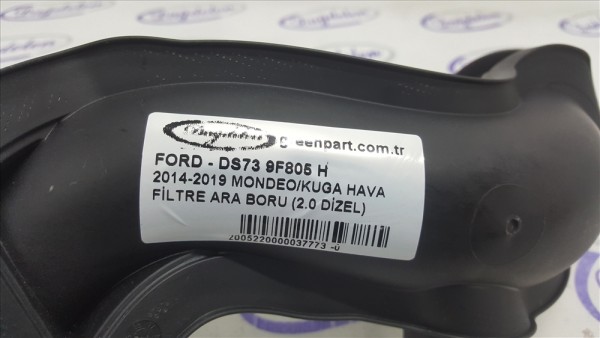 greenpart.com.tr
FORD - DS73 9F805 H
2014-2019 MONDEO/KUGA HAVA
FİLTRE ARA BORU (2.0 DİZEL)
2005220000037773 -0